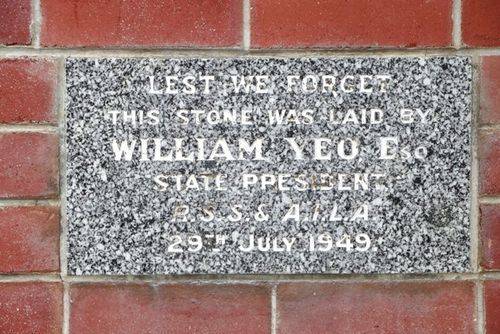 LEST WE FORGET
THIS STONE WAS LAID BY
WILLIAM YEO Esq
STATE PRESIDENT
R.S.S. & A.I.L.A.
29TH JULY 1949.